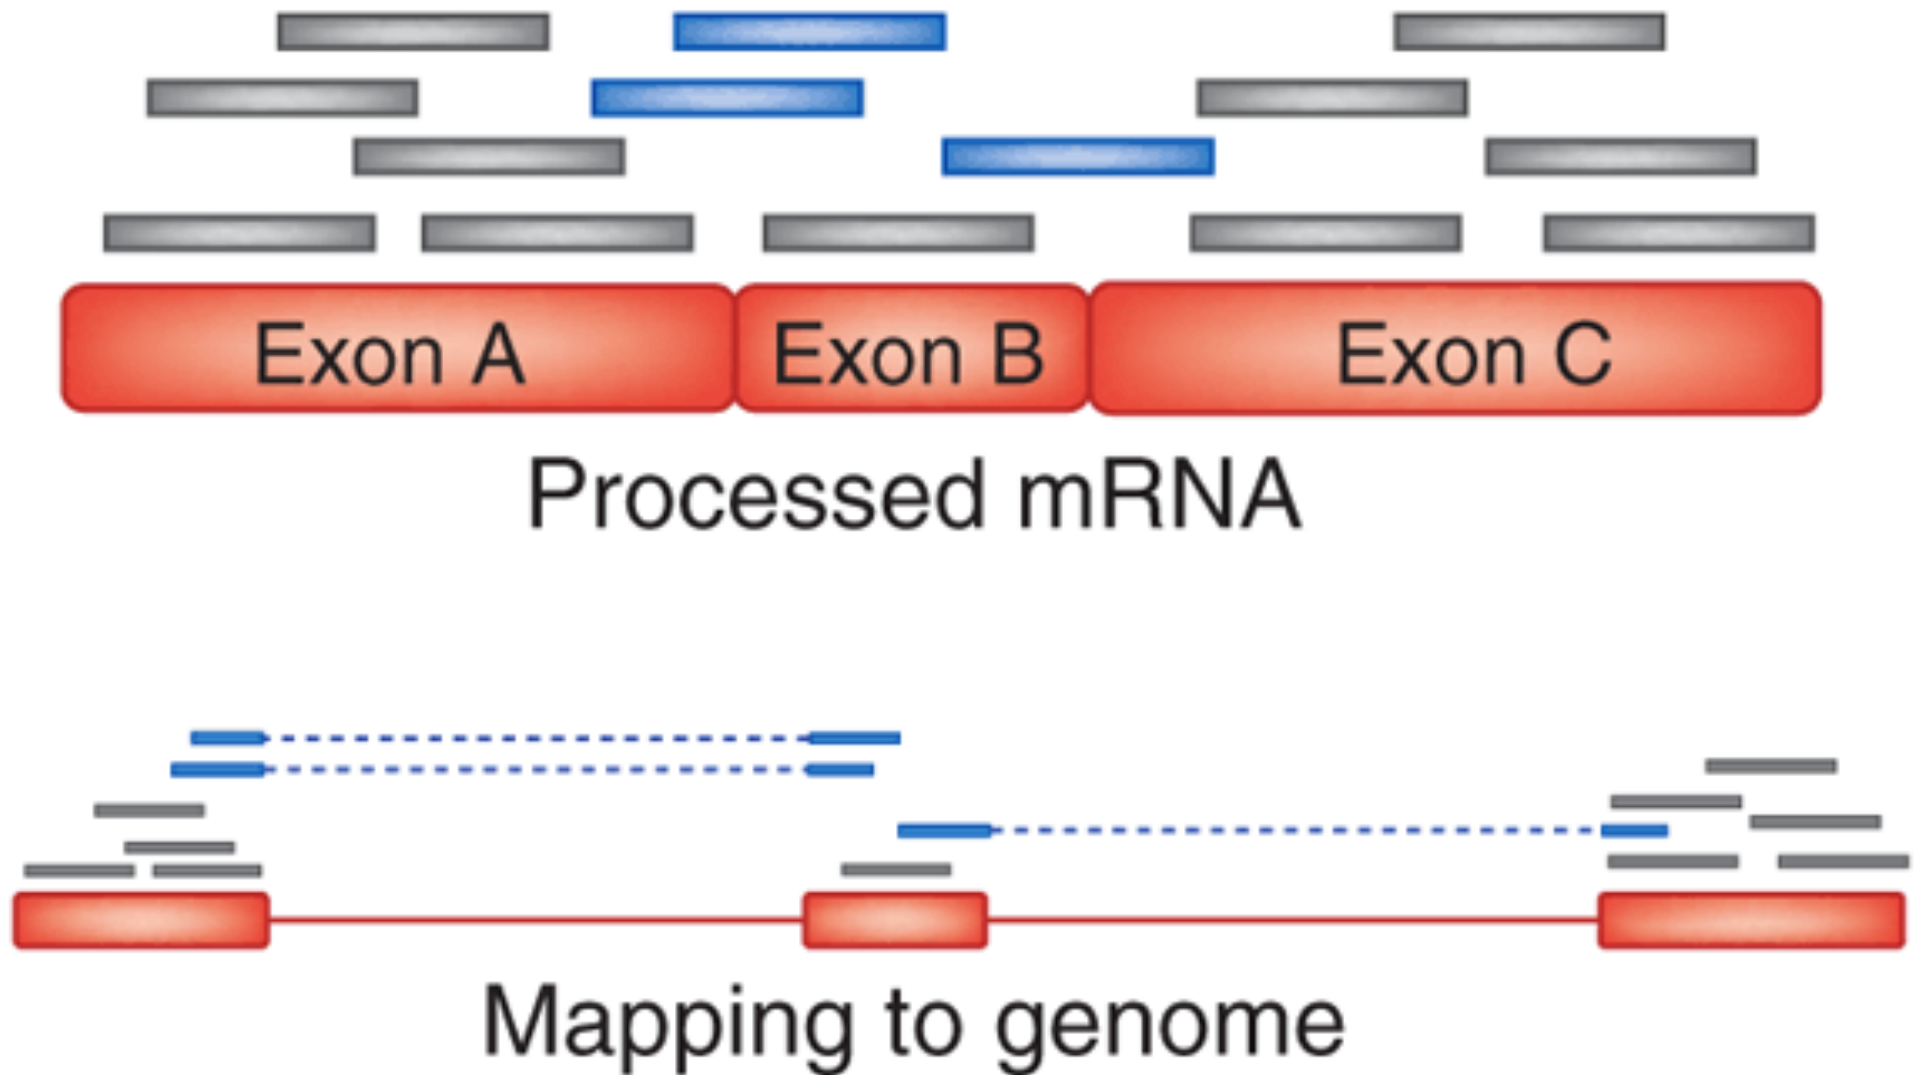 Exon A
Exon B
Exon C
Processed mRNA
Mapping to genome